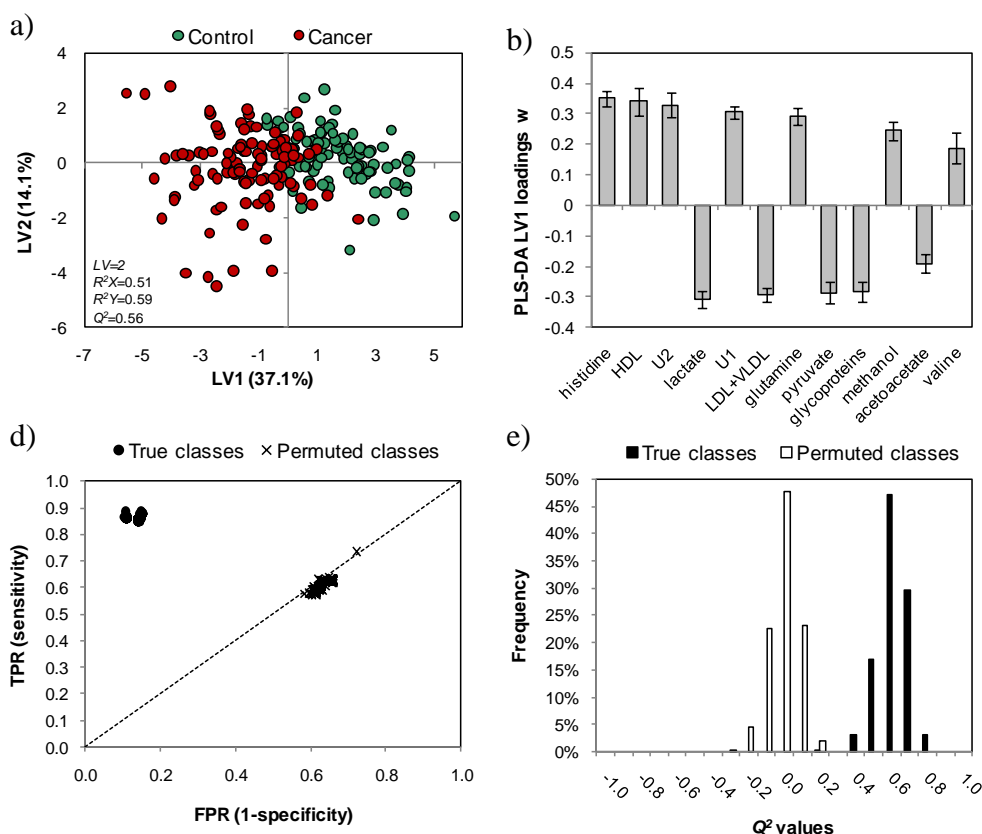 a)
Control Cancer
4
2
0
-2
-4
-6
LV2 (14.1%)
LV=2
R²X=0.51
R²Y=0.59
Q²=0.56
-7 -5 -3 -1 1 3 5
LV1 (37.1%)
b)
0.5
0.4
0.3
0.2
0.1
0
-0.1
-0.2
-0.3
-0.4
PLS-DA LV1 loadings w
histidine
HDL
U2
lactate
U1
LDL+VLDL
glutamine
pyruvate
glycoproteins
methanol
acetoacetate
valine
d)
True classes × Permuted classes
1.0
0.9
0.8
0.7
0.6
0.5
0.4
0.3
0.2
0.1
0.0
TPR (sensitivity)
0.0 0.2 0.4 0.6 0.8 1.0
FPR (1-specificity)
e)
True classes Permuted classes
50%
45%
40%
35%
30%
25%
20%
15%
10%
5%
0%
Frequency
-1.0 -0.8 -0.6 -0.4 -0.2 0.0 0.2 0.4 0.6 0.8 1.0
Q² values